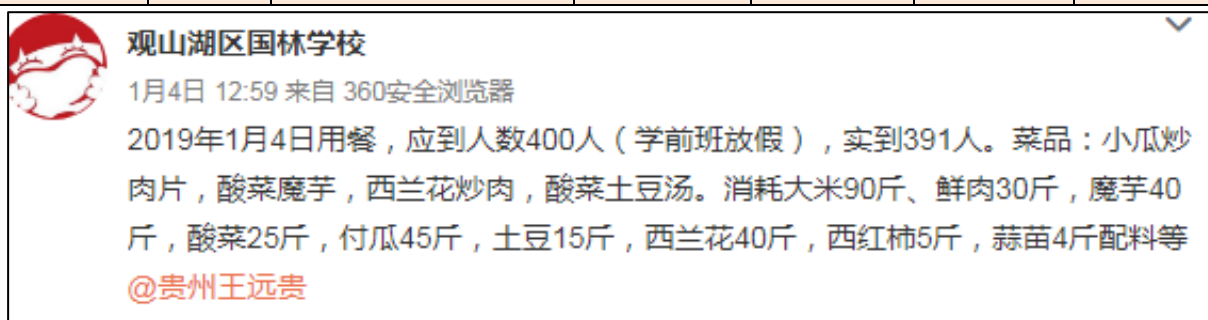 观山湖区国林学校
1月4日 12:59 来自 360安全浏览器
2019年1月4日用餐，应到人数400人（学前班放假），实到391人。菜品：小瓜炒
肉片，酸菜魔芋，西兰花炒肉，酸菜土豆汤。消耗大米90斤、鲜肉30斤，魔芋40
斤，酸菜25斤，付瓜45斤，土豆15斤，西兰花40斤，西红柿5斤，蒜苗4斤配料等
@贵州王远贵